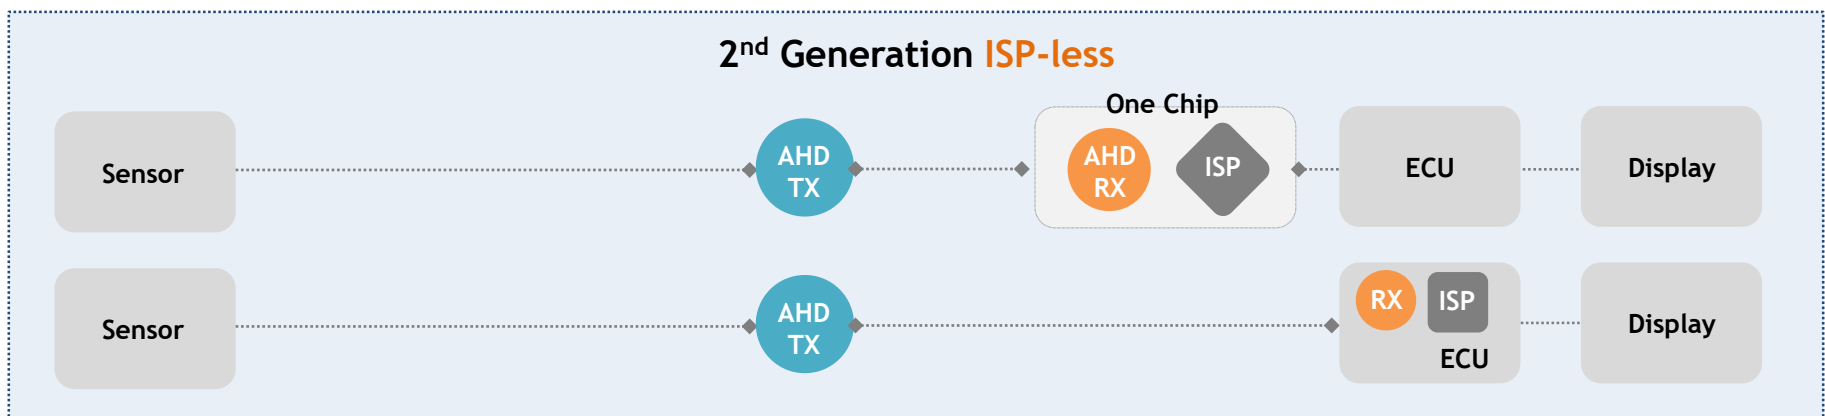 2nd Generation ISP-less
One Chip
Sensor
AHD
TX
AHD
RX
ISP
ECU
Display
Sensor
AHD
TX
RX
ISP
ECU
Display